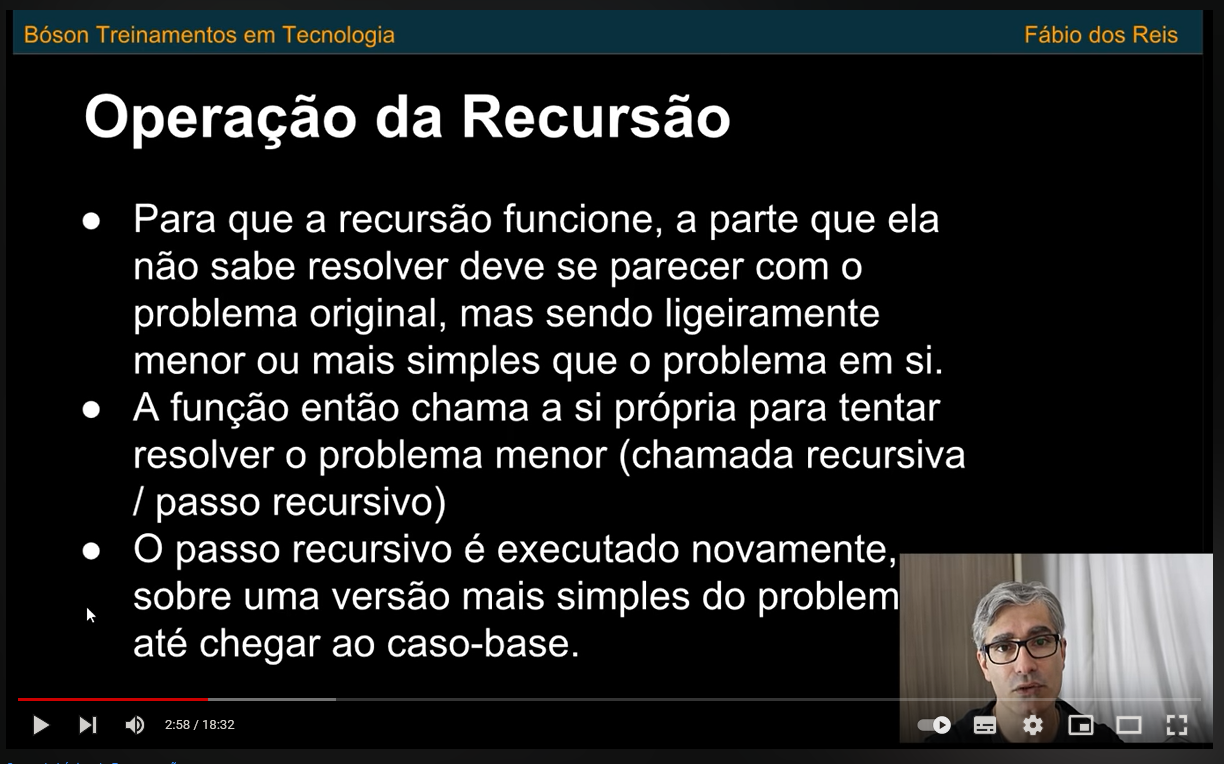 Bóson Treinamentos em Tecnologia
Fábio dos Reis
Operação da Recursão
● Para que a recursão funcione, a parte que ela
não sabe resolver deve se parecer com o
problema original, mas sendo ligeiramente
menor ou mais simples que o problema em si.
● A função então chama a si própria para tentar
resolver o problema menor (chamada recursiva
/ passo recursivo)
● O passo recursivo é executado novamente,
sobre uma versão mais simples do problem
até chegar ao caso-base.
2:58 / 18:32